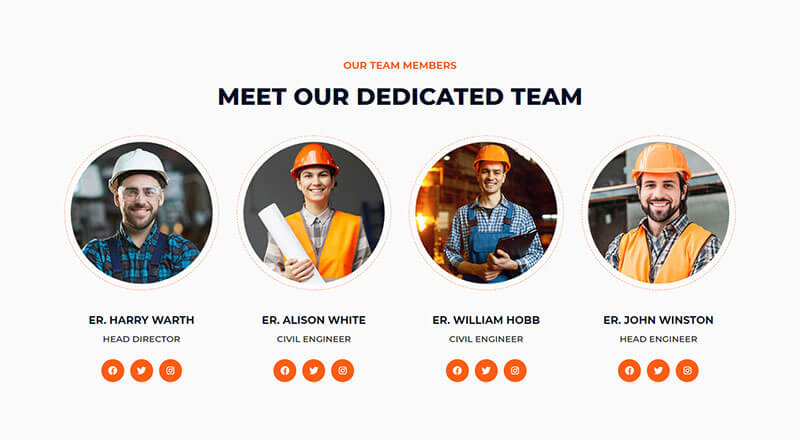 OUR TEAM MEMBERS
MEET OUR DEDICATED TEAM
ER. HARRY WARTH
ER. ALISON WHITE
ER. WILLIAM HOBB
ER. JOHN WINSTON
HEAD DIRECTOR
CIVIL ENGINEER
CIVIL ENGINEER
HEAD ENGINEER